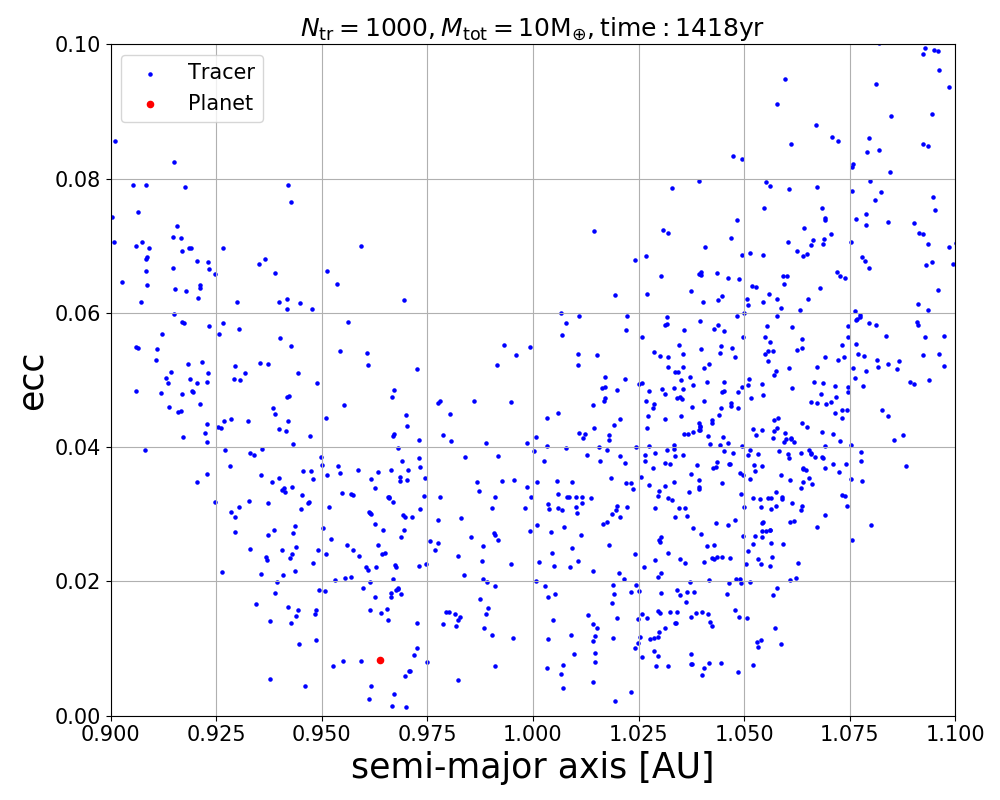 N_tr = 1000, M_tot = 10M_⊕, time : 1418yr
Tracer
Planet
ecc
0.10
0.08
0.06
0.04
0.02
0.00
0.900 0.925 0.950 0.975 1.000 1.025 1.050 1.075 1.100
semi-major axis [AU]